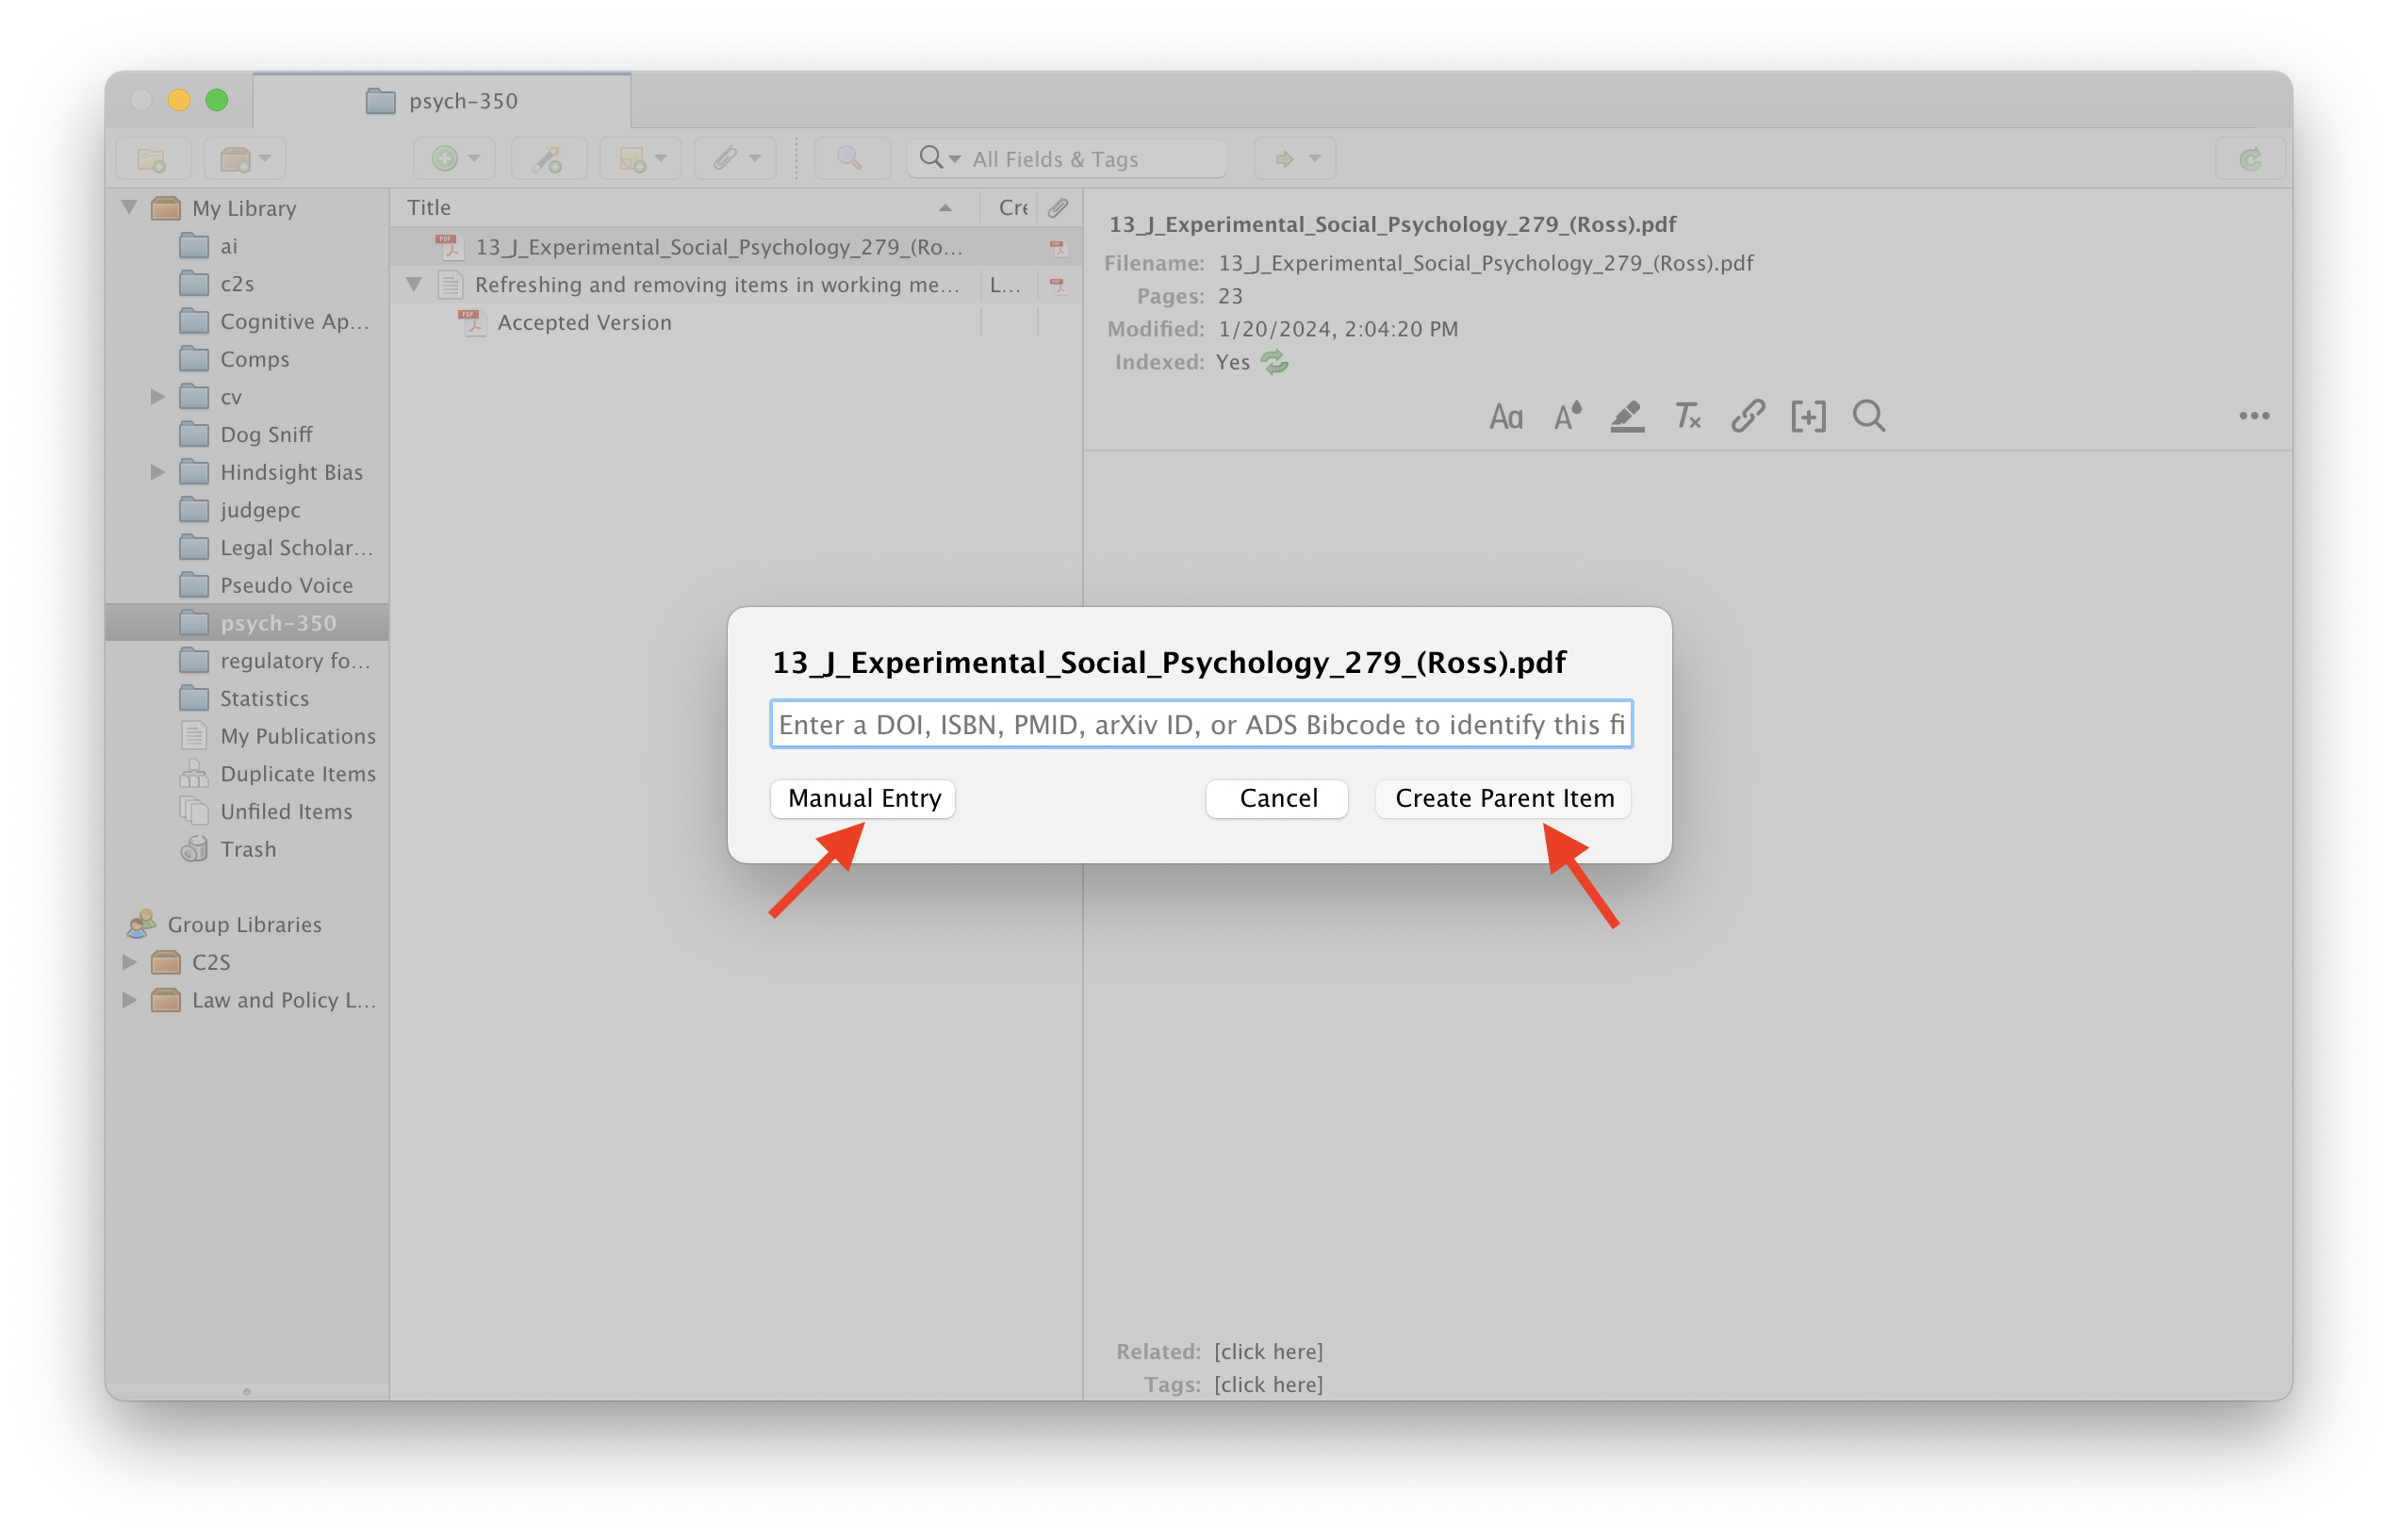 psych-350
All Fields & Tags
My Library
ai
c2s
Cognitive Ap...
Comps
cv
Dog Sniff
Hindsight Bias
judgepc
Legal Scholar...
Pseudo Voice
psych-350
regulatory fo...
Statistics
My Publications
Duplicate Items
Unfiled Items
Trash
Group Libraries
C2S
Law and Policy L...
Title Cre
13_J_Experimental_Social_Psychology_279_(Ro...
Refreshing and removing items in working me... L...
Accepted Version
13_J_Experimental_Social_Psychology_279_(Ross).pdf
Filename: 13_J_Experimental_Social_Psychology_279_(Ross).pdf
Pages: 23
Modified: 1/20/2024, 2:04:20 PM
Indexed: Yes
13_J_Experimental_Social_Psychology_279_(Ross).pdf
Enter a DOI, ISBN, PMID, arXiv ID, or ADS Bibcode to identify this fi
Manual Entry Cancel Create Parent Item
Related: [click here]
Tags: [click here]